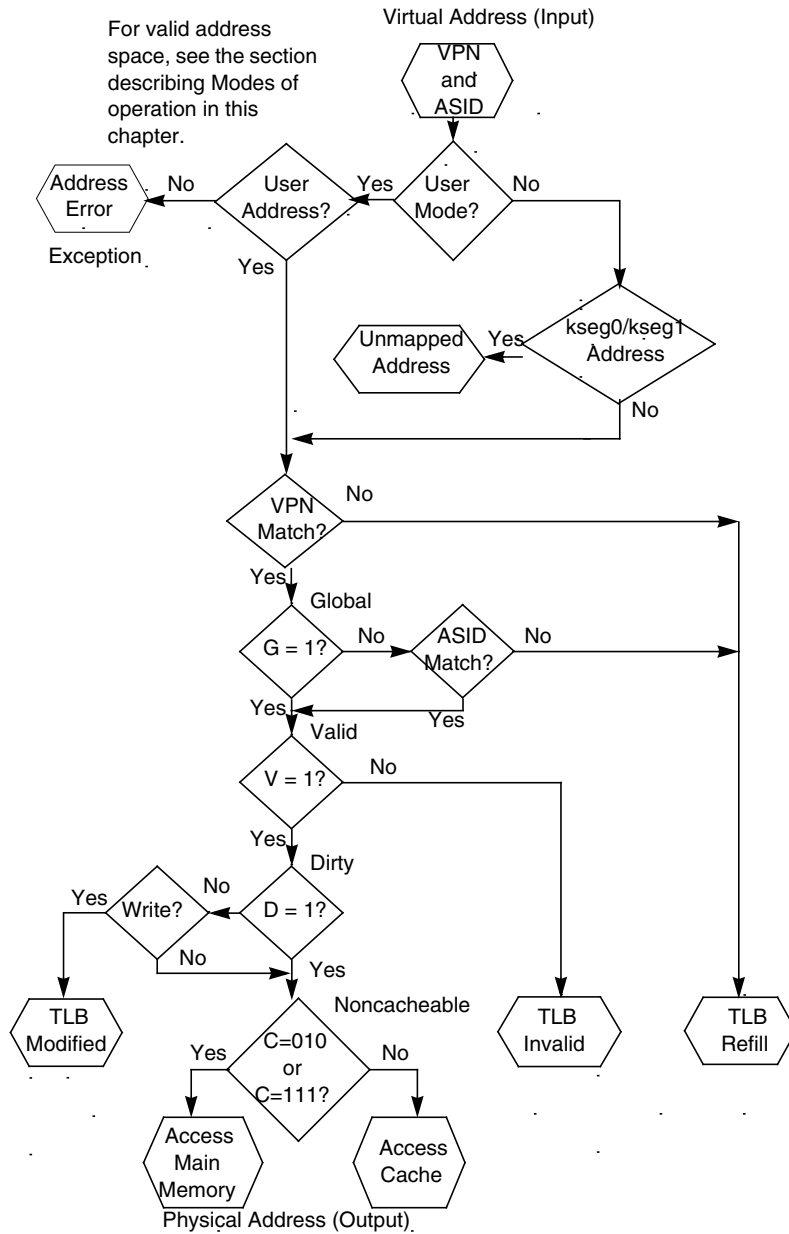 Virtual Address (Input)
For valid address
space, see the section
describing Modes of
operation in this
chapter.
VPN
and
ASID
Address
Error
No
User
Address?
Yes
User
Mode?
No
Exception
Yes
Unmapped
Address
Yes
kseg0/kseg1
Address
No
VPN
Match?
No
Yes
Global
G = 1?
No
ASID
Match?
No
Yes
Yes
Valid
V = 1?
No
Yes
Dirty
Yes
Write?
No
D = 1?
No
Yes
TLB
Modified
Noncacheable
TLB
Invalid
TLB
Refill
Yes
C=010
or
C=111?
No
Access
Main
Memory
Access
Cache
Physical Address (Output)